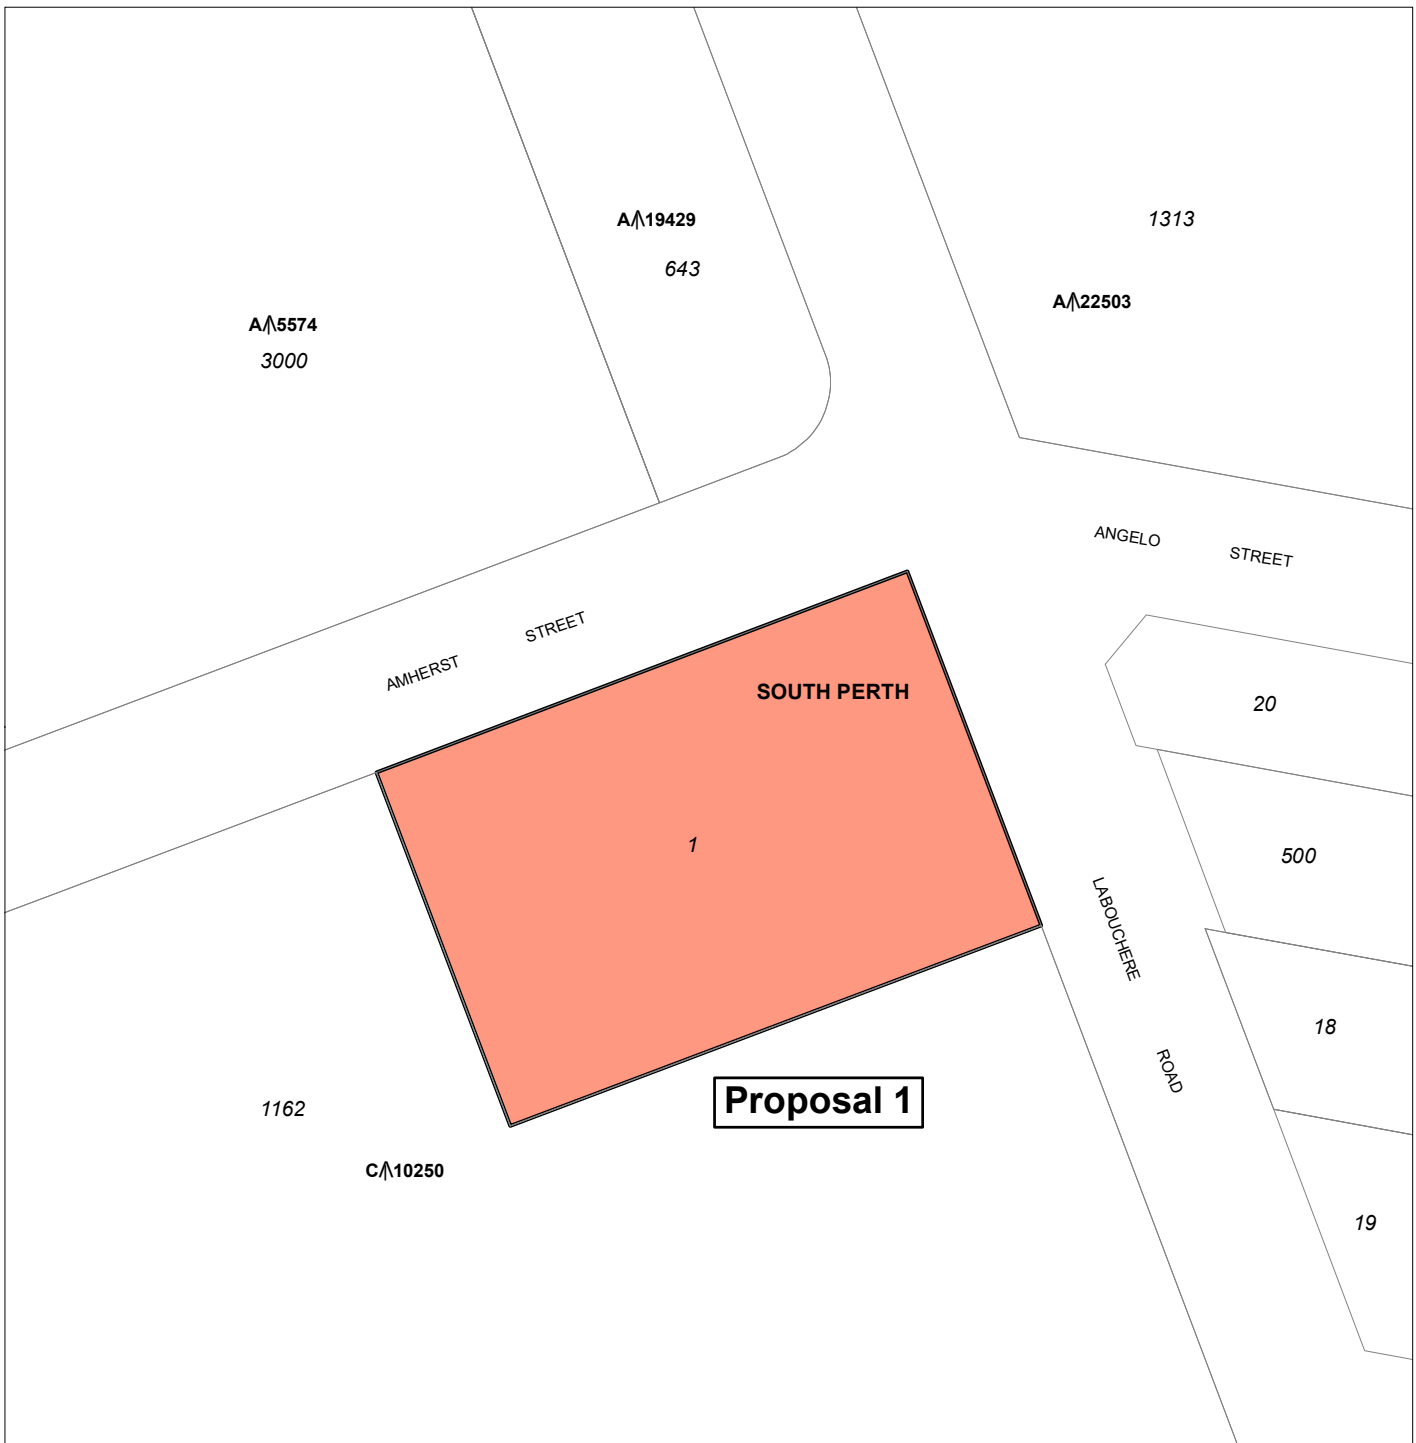 A/|\19429
1313
643
A/|\22503
A/|\5574
3000
ANGELO STREET
AMHERST STREET
SOUTH PERTH
20
1
500
LABOUCHERE ROAD
18
Proposal 1
1162
C/|\10250
19